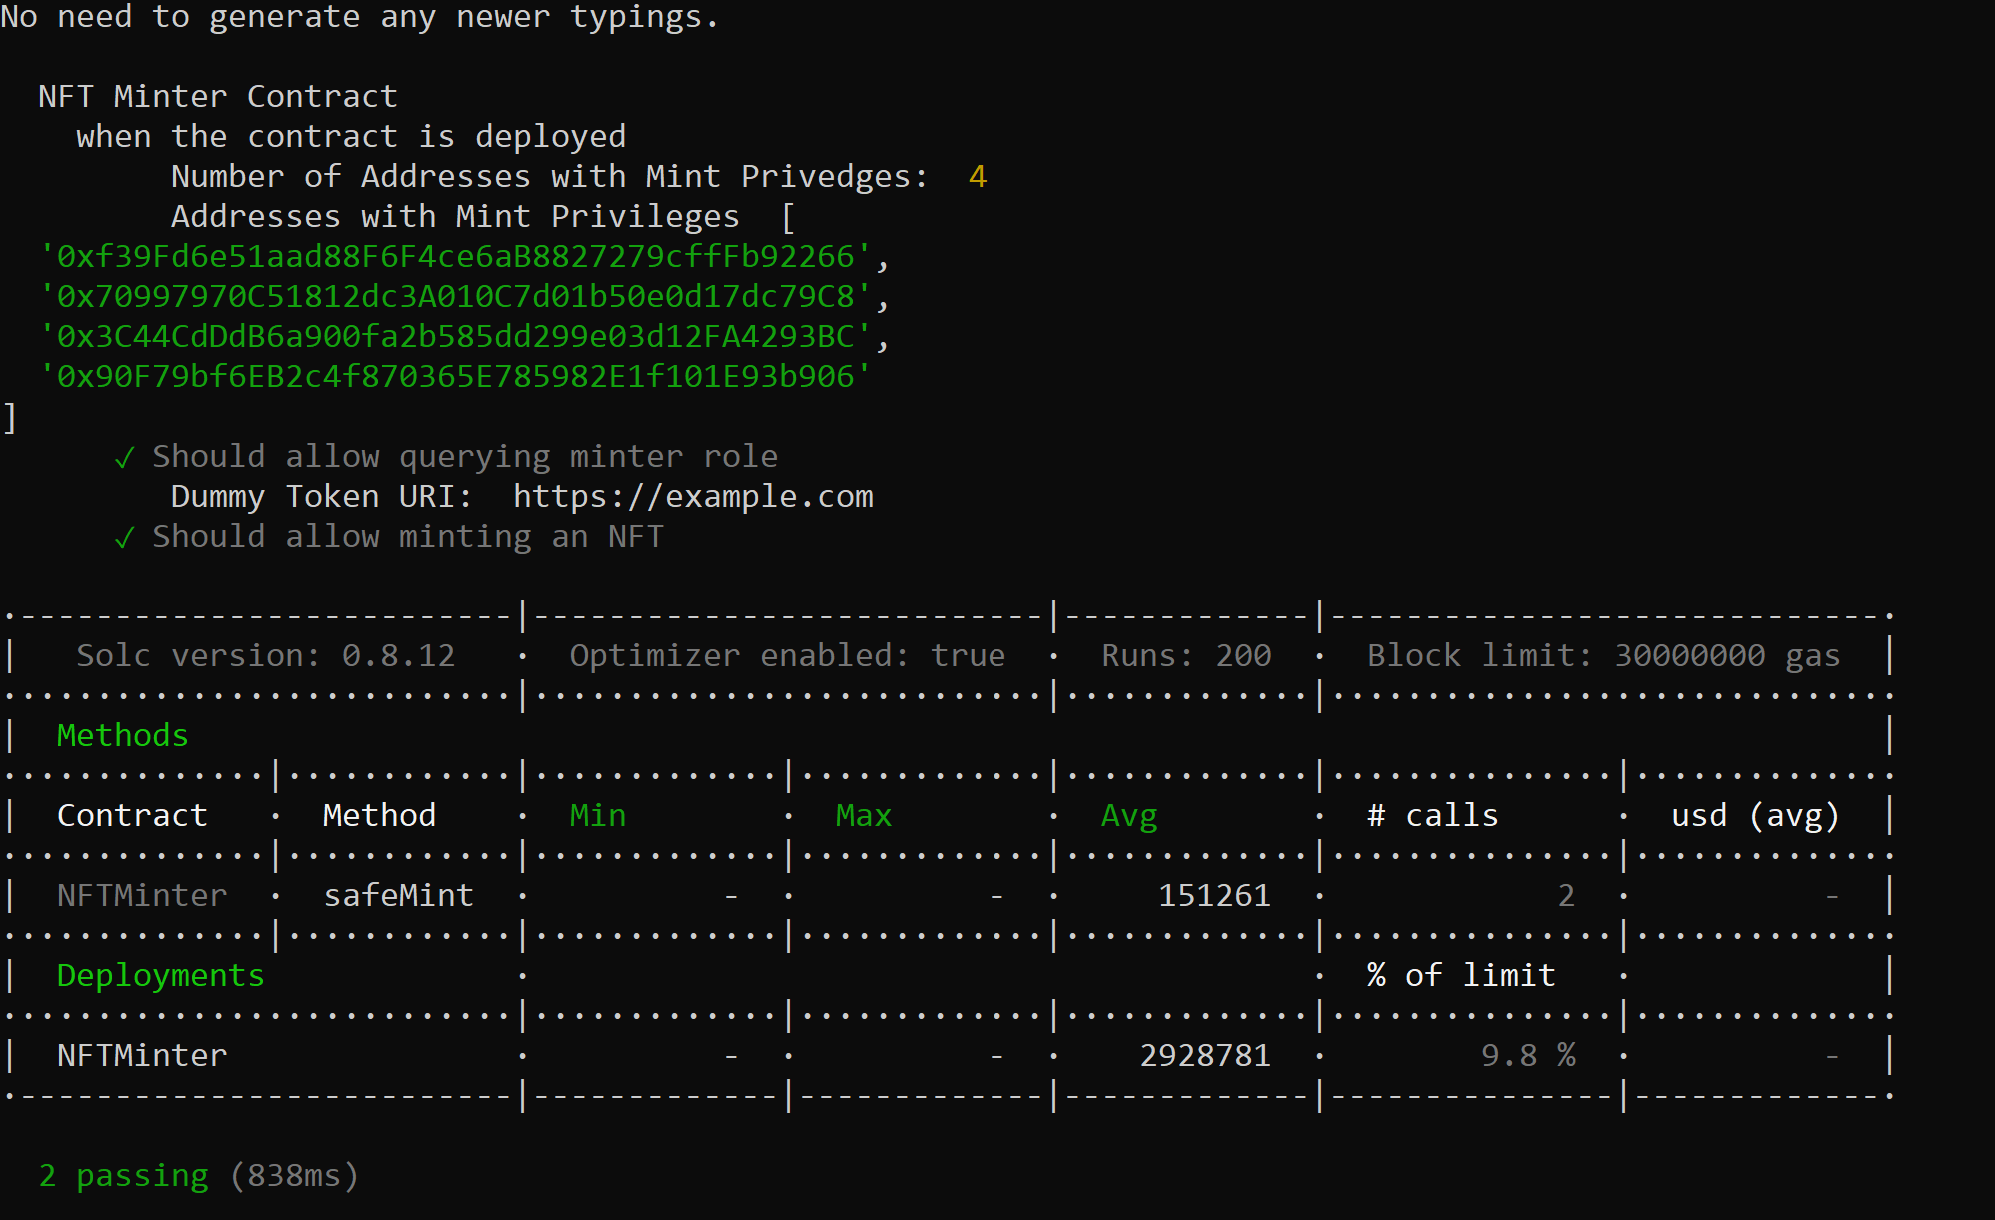 No need to generate any newer typings.
NFT Minter Contract
when the contract is deployed
Number of Addresses with Mint Privedges:  4
Addresses with Mint Privileges  [
'0xf39Fd6e51aad88F6F4ce6aB8827279cffFb92266',
'0x70997970C51812dc3A010C7d01b50e0d17dc79C8',
'0x3C44CdDdB6a900fa2b585dd299e03d12FA4293BC',
'0x90F79bf6EB2c4f870365E785982E1f101E93b906'
]
✓ Should allow querying minter role
Dummy Token URI:  https://example.com
✓ Should allow minting an NFT
Solc version: 0.8.12 · Optimizer enabled: true · Runs: 200 · Block limit: 30000000 gas
Methods
Contract · Method · Min · Max · Avg · # calls · usd (avg)
NFTMinter · safeMint · - · - · 151261 · 2 · -
Deployments · · % of limit ·
NFTMinter · - · - · 2928781 · 9.8 % · -
2 passing (838ms)